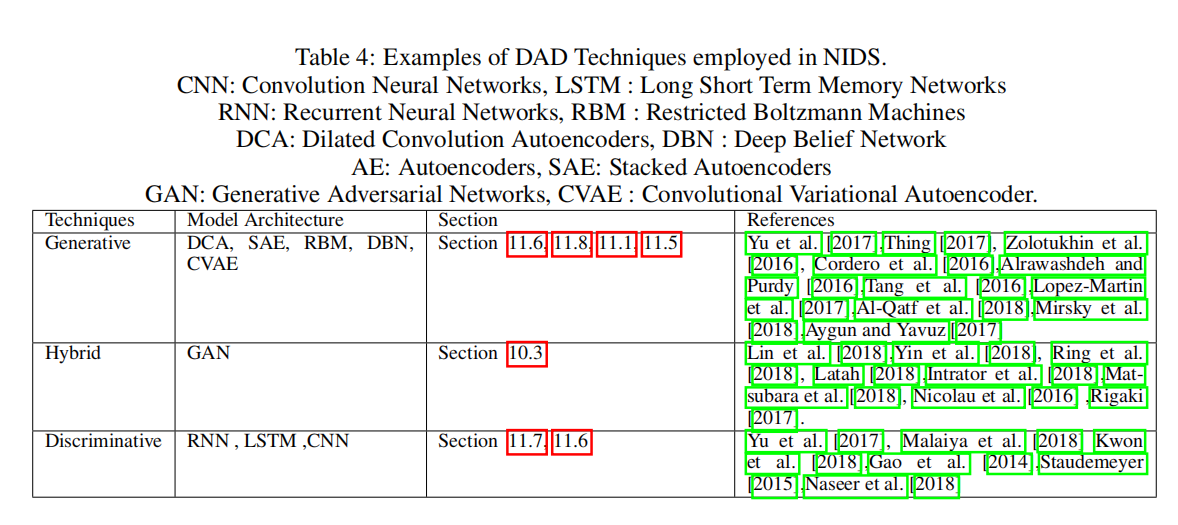 Table 4: Examples of DAD Techniques employed in NIDS.
CNN: Convolution Neural Networks, LSTM : Long Short Term Memory Networks
RNN: Recurrent Neural Networks, RBM : Restricted Boltzmann Machines
DCA: Dilated Convolution Autoencoders, DBN : Deep Belief Network
AE: Autoencoders, SAE: Stacked Autoencoders
GAN: Generative Adversarial Networks, CVAE : Convolutional Variational Autoencoder.
Techniques Model Architecture Section References
Generative DCA, SAE, RBM, DBN, Section 11.6, 11.8, 11.1, 11.5 Yu et al. [2017],Thing [2017], Zolotukhin et al.
CVAE [2016], Cordero et al. [2016],Alrawashdeh and
Purdy [2016],Tang et al. [2016],Lopez-Martin
et al. [2017],Al-Qatf et al. [2018],Mirsky et al.
[2018],Aygun and Yavuz [2017]
Hybrid GAN Section 10.3 Lin et al. [2018],Yin et al. [2018], Ring et al.
[2018], Latah [2018],Intrator et al. [2018],Mat-
subara et al. [2018], Nicolau et al. [2016] ,Rigaki
[2017].
Discriminative RNN , LSTM ,CNN Section 11.7, 11.6 Yu et al. [2017], Malaiya et al. [2018] Kwon
et al. [2018],Gao et al. [2014],Staudemeyer
[2015],Naseer et al. [2018]